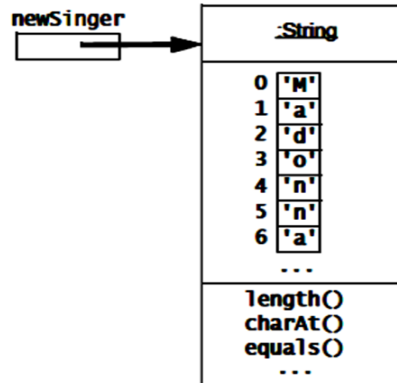 newSinger
:String
0 'M'
1 'a'
2 'd'
3 'o'
4 'n'
5 'n'
6 'a'
...
length()
charAt()
equals()
...